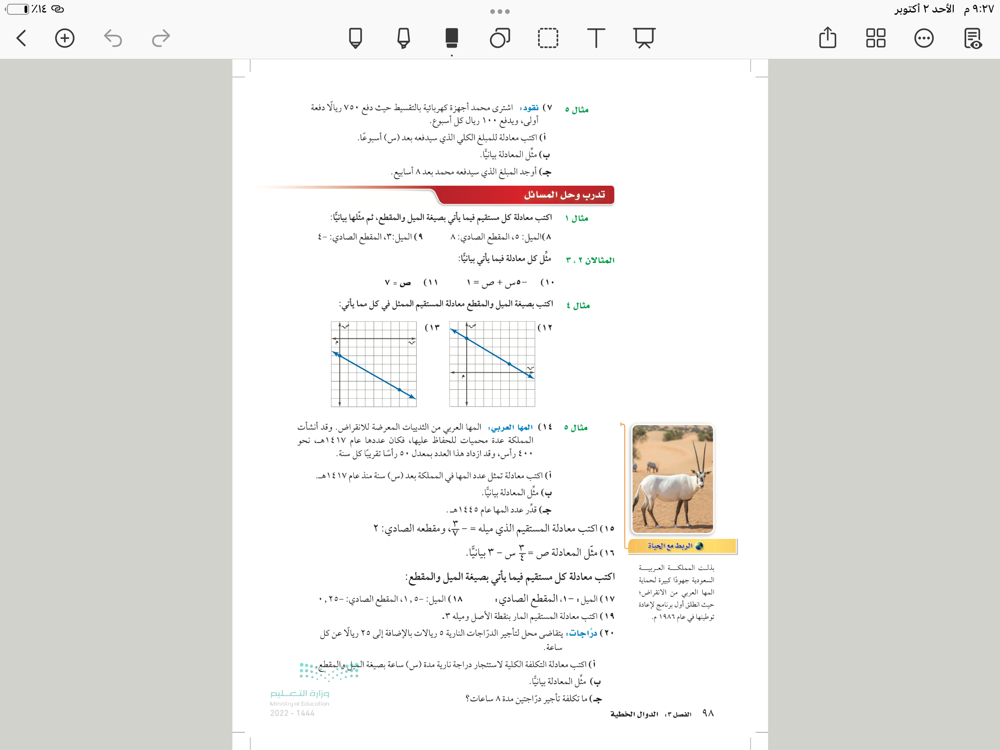 ٩:٢٧ م الأحد ٢ أكتوبر
٪١٤
مثال ٥
٧) نقود: اشترى محمد أجهزة كهربائية بالتقسيط حيث دفع ٧٥٠ ريالًا دفعة
أولى، ويدفع ١٠٠ ريال كل أسبوع.
أ) اكتب معادلة للمبلغ الكلي الذي سيدفعه بعد (س) أسبوعًا.
ب) مثِّل المعادلة بيانيًّا.
جـ) أوجد المبلغ الذي سيدفعه محمد بعد ٨ أسابيع.
تدرب وحل المسائل
مثال ١
اكتب معادلة كل مستقيم فيما يأتي بصيغة الميل والمقطع، ثم مثّلها بيانيًّا:
٨)الميل: ٥، المقطع الصادي: ٨
٩) الميل:٣، المقطع الصادي: –٤
المثالان ٢ ، ٣
مثِّل كل معادلة فيما يأتي بيانيًّا:
١٠) –٥س + ص = ١
١١) ص = ٧
مثال ٤
اكتب بصيغة الميل والمقطع معادلة المستقيم الممثل في كل مما يأتي:
١٢)
ص
س
م
١٣)
ص
س
م
مثال ٥
١٤) المها العربي: المها العربي من الثدييات المعرضة للانقراض. وقد أنشأت
المملكة عدة محميات للحفاظ عليها، فكان عددها عام ١٤١٧هـ، نحو
٤٠٠ رأس، وقد ازداد هذا العدد بمعدل ٥٠ رأسًا تقريبًا كل سنة.
أ) اكتب معادلة تمثل عدد المها في المملكة بعد (س) سنة منذ عام ١٤١٧هـ.
ب) مثِّل المعادلة بيانيًّا.
جـ) قدِّر عدد المها عام ١٤٤٥هـ .
١٥) اكتب معادلة المستقيم الذي ميله = – ٣/٧، ومقطعه الصادي: ٢
١٦) مثّل المعادلة ص = ٣/٤ س – ٣ بيانيًّا.
اكتب معادلة كل مستقيم فيما يأتي بصيغة الميل والمقطع:
١٧) الميل: –١، المقطع الصادي:
١٨) الميل: –١,٥، المقطع الصادي: –٠,٢٥
١٩) اكتب معادلة المستقيم المار بنقطة الأصل وميله ٣.
٢٠) درَّاجات: يتقاضى محل لتأجير الدرّاجات النارية ٥ ريالات بالإضافة إلى ٢٥ ريالًا عن كل
ساعة.
أ) اكتب معادلة التكلفة الكلية لاستئجار دراجة نارية مدة (س) ساعة بصيغة الميل والمقطع.
ب) مثِّل المعادلة بيانيًّا.
جـ) ما تكلفة تأجير درّاجتين مدة ٨ ساعات؟
الربط مع الحياة
بذلت المملكة العربية
السعودية جهودًا كبيرة لحماية
المها العربي من الانقراض؛
حيث انطلق أول برنامج لإعادة
توطينها في عام ١٩٨٦ م.
وزارة التعليم
Ministry of Education
2022 - 1444
٩٨ الفصل ٣: الدوال الخطية